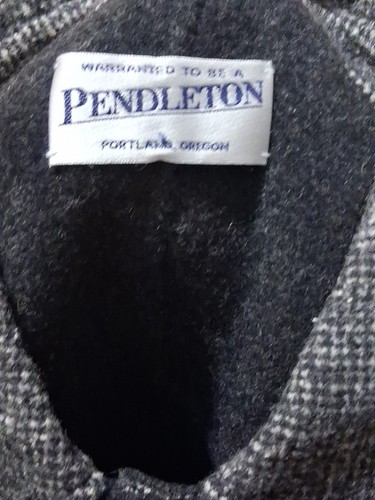 WARRANTED TO BE A
PENDLETON
PORTLAND, OREGON